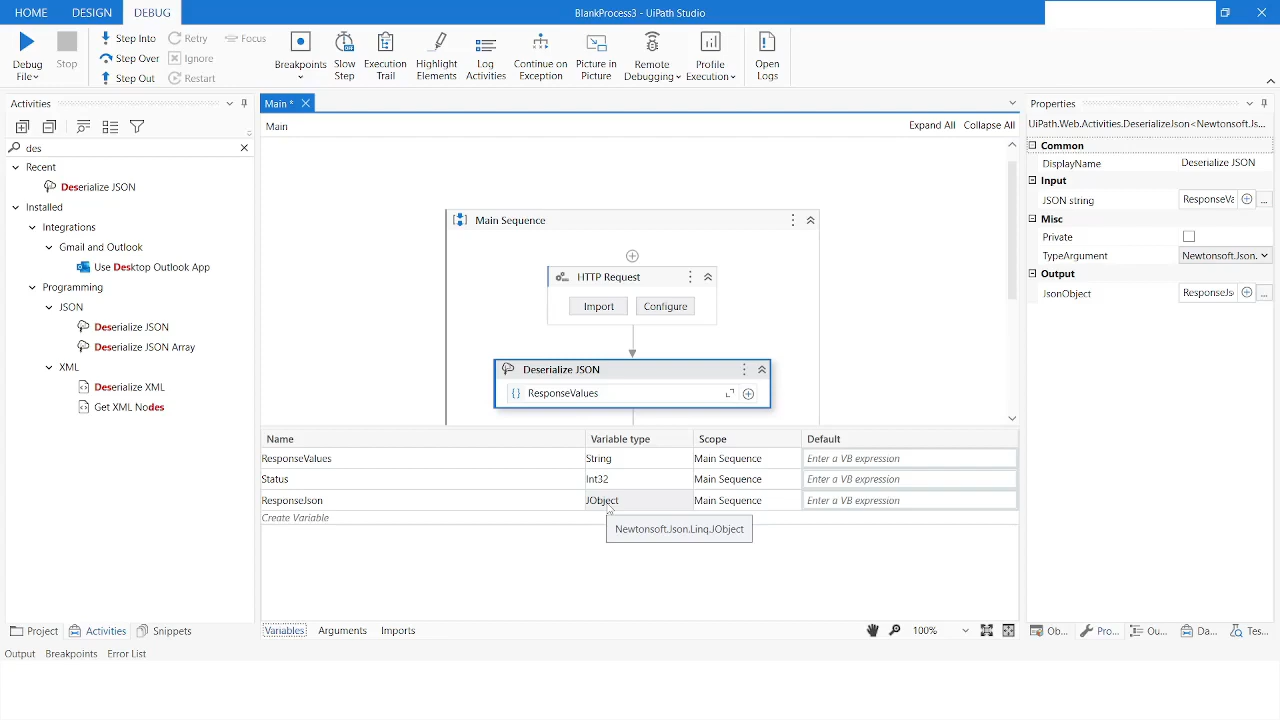 HOME DESIGN DEBUG BlankProcess3 - UiPath Studio
Step Into Retry Focus
Step Over Ignore
Step Out Restart
Debug File Stop Breakpoints Slow Step Execution Trail Highlight Elements Log Activities Continue on Exception Picture in Picture Remote Debugging Profile Execution Open Logs
Activities
des
Recent
Deserialize JSON
Installed
Integrations
Gmail and Outlook
Use Desktop Outlook App
Programming
JSON
Deserialize JSON
Deserialize JSON Array
XML
Deserialize XML
Get XML Nodes
Project Activities Snippets
Main *
Main Expand All Collapse All
Main Sequence
HTTP Request
Import Configure
Deserialize JSON
{} ResponseValues
Name Variable type Scope Default
ResponseValues String Main Sequence Enter a VB expression
Status Int32 Main Sequence Enter a VB expression
ResponseJson JObject Main Sequence Enter a VB expression
Create Variable
Newtonsoft.Json.Linq.JObject
Variables Arguments Imports 100%
Properties
UiPath.Web.Activities.DeserializeJson<Newtonsoft.Js...
Common
DisplayName Deserialize JSON
Input
JSON string ResponseVa ...
Misc
Private
TypeArgument Newtonsoft.Json.
Output
JsonObject ResponseJs ...
Ob... Pro... Ou... Da... Tes...
Output Breakpoints Error List